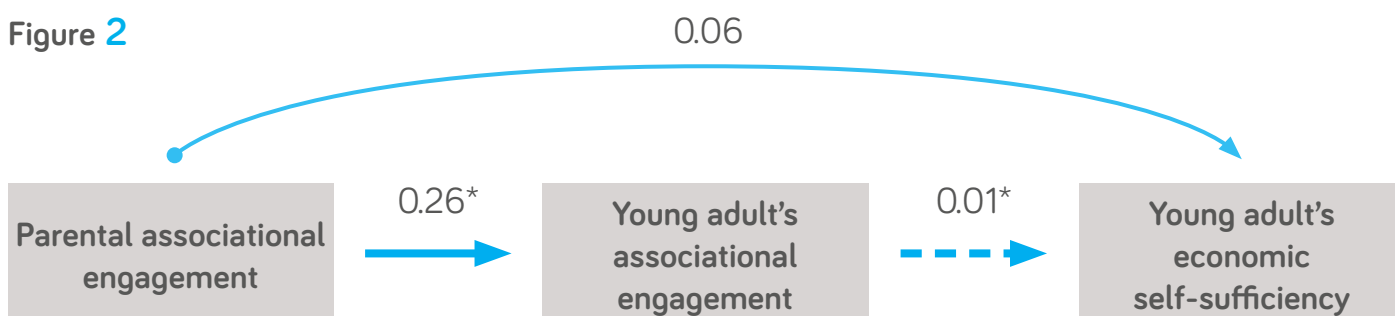 Figure 2
0.06
Parental associational
engagement
0.26*
Young adult's
associational
engagement
0.01*
Young adult's
economic
self-sufficiency